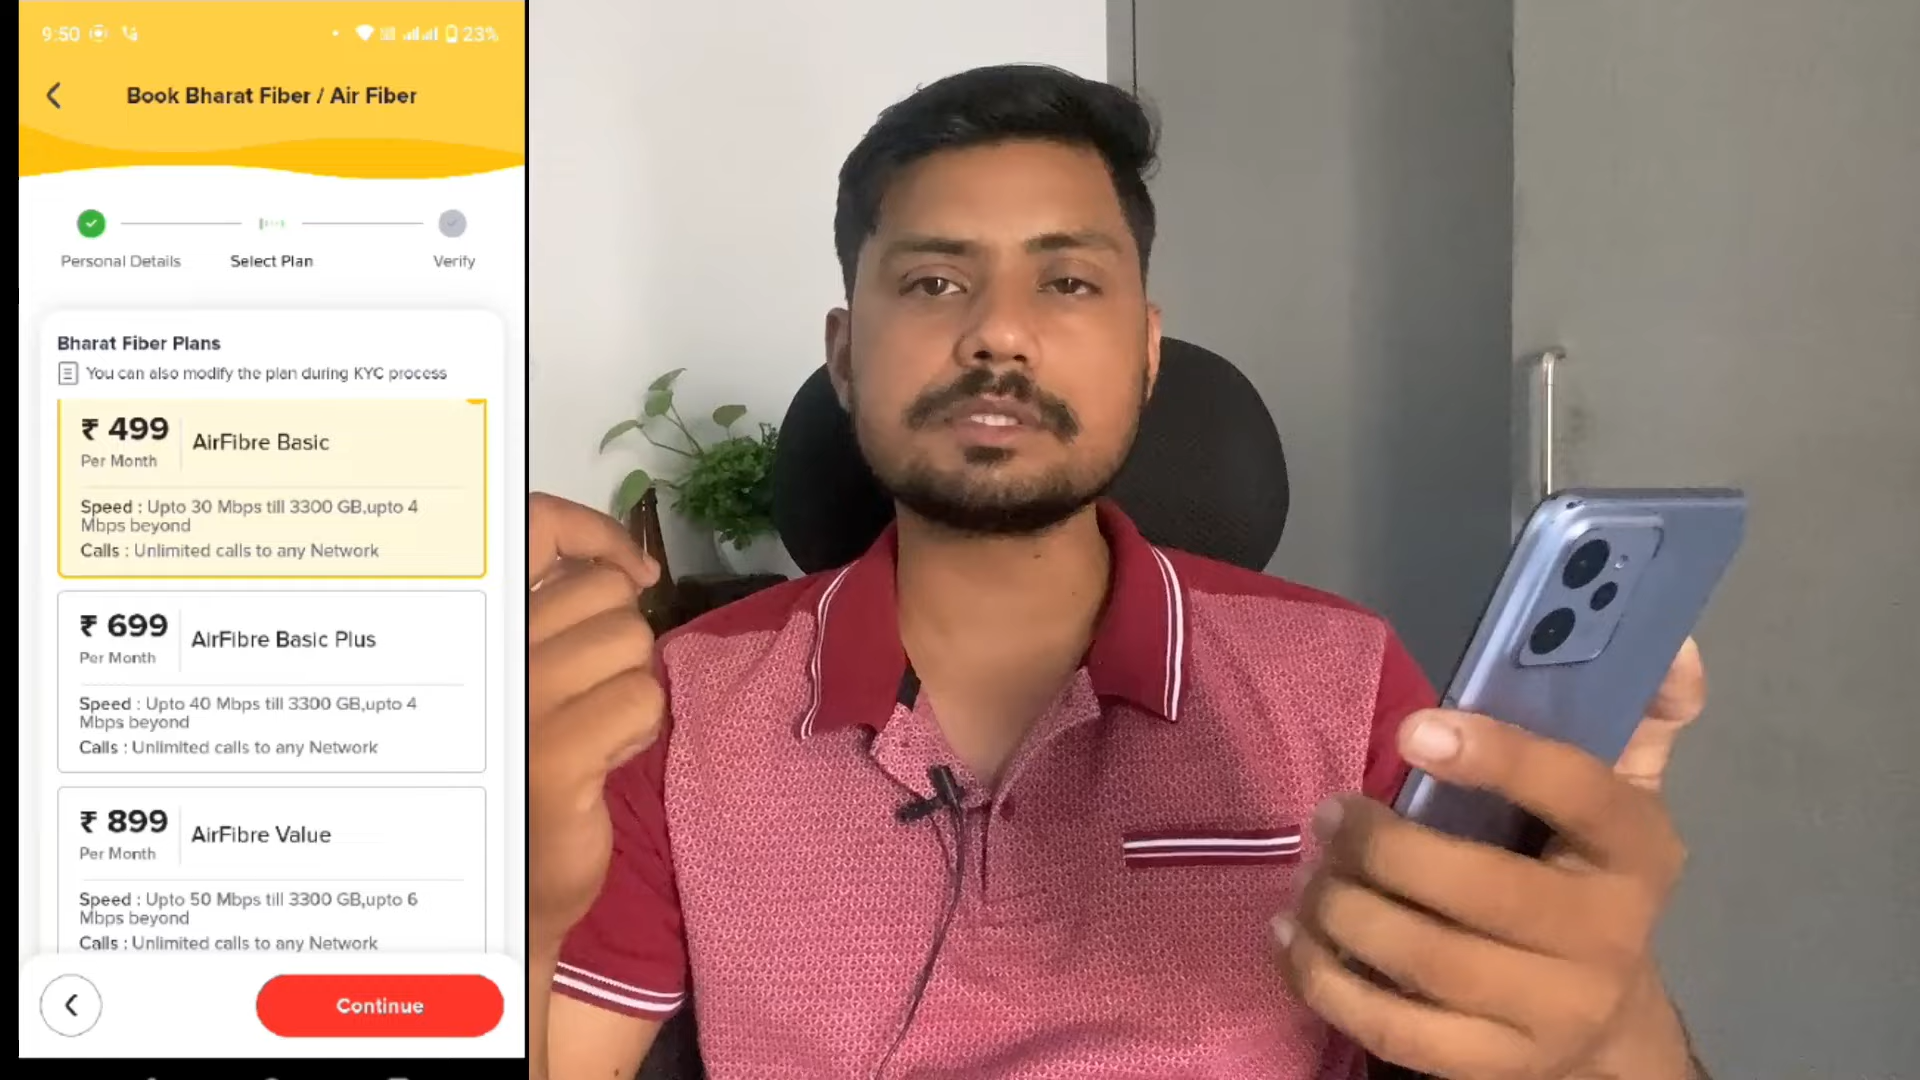 9:50
23%
Book Bharat Fiber / Air Fiber
Personal Details
Select Plan
Verify
Bharat Fiber Plans
You can also modify the plan during KYC process
₹ 499
Per Month
AirFibre Basic
Speed : Upto 30 Mbps till 3300 GB,upto 4
Mbps beyond
Calls : Unlimited calls to any Network
₹ 699
Per Month
AirFibre Basic Plus
Speed : Upto 40 Mbps till 3300 GB,upto 4
Mbps beyond
Calls : Unlimited calls to any Network
₹ 899
Per Month
AirFibre Value
Speed : Upto 50 Mbps till 3300 GB,upto 6
Mbps beyond
Calls : Unlimited calls to any Network
Continue